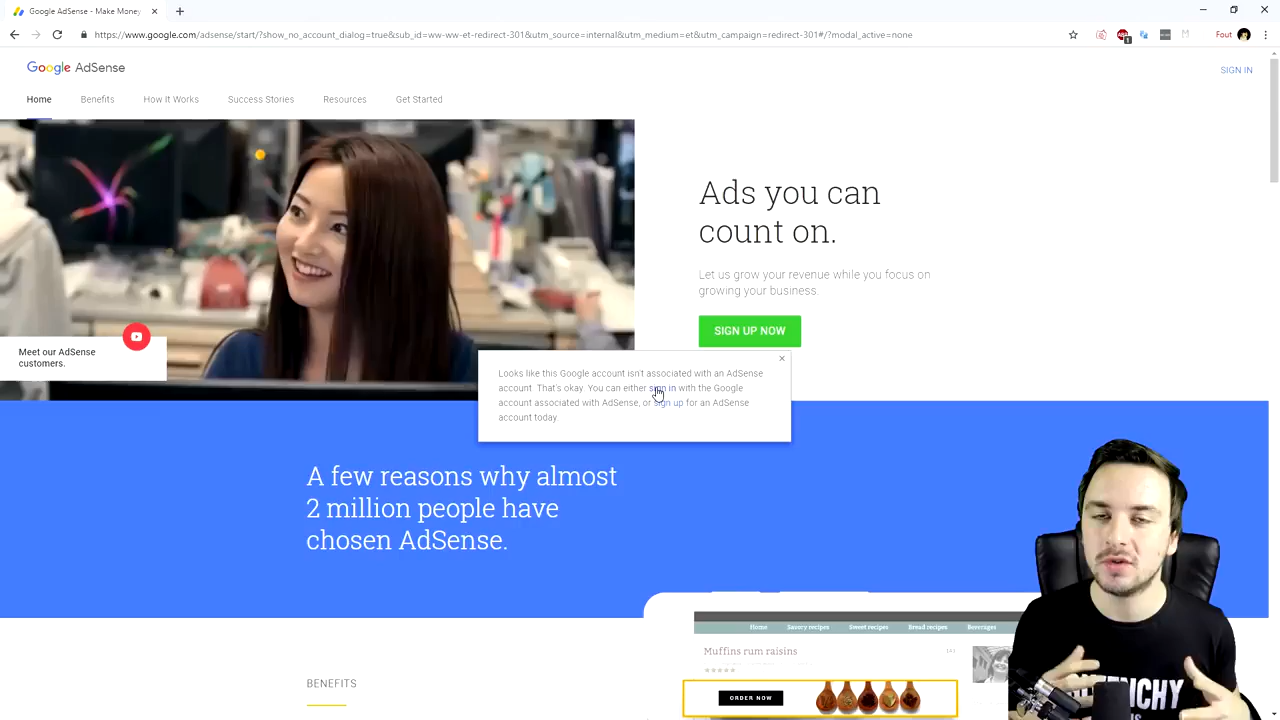 Google AdSense - Make Money
https://www.google.com/adsense/start/?show_no_account_dialog=true&sub_id=ww-ww-et-redirect-301&utm_source=internal&utm_medium=et&utm_campaign=redirect-301#/?modal_active=none
1
Fout
Google AdSense
SIGN IN
Home Benefits How It Works Success Stories Resources Get Started
Ads you can
count on.
Let us grow your revenue while you focus on
growing your business.
SIGN UP NOW
Meet our AdSense
customers.
Looks like this Google account isn't associated with an AdSense
account. That's okay. You can either sign in with the Google
account associated with AdSense, or sign up for an AdSense
account today.
A few reasons why almost
2 million people have
chosen AdSense.
Home Savory recipes Sweet recipes Bread recipes Beverages
Muffins rum raisins
ORDER NOW
BENEFITS